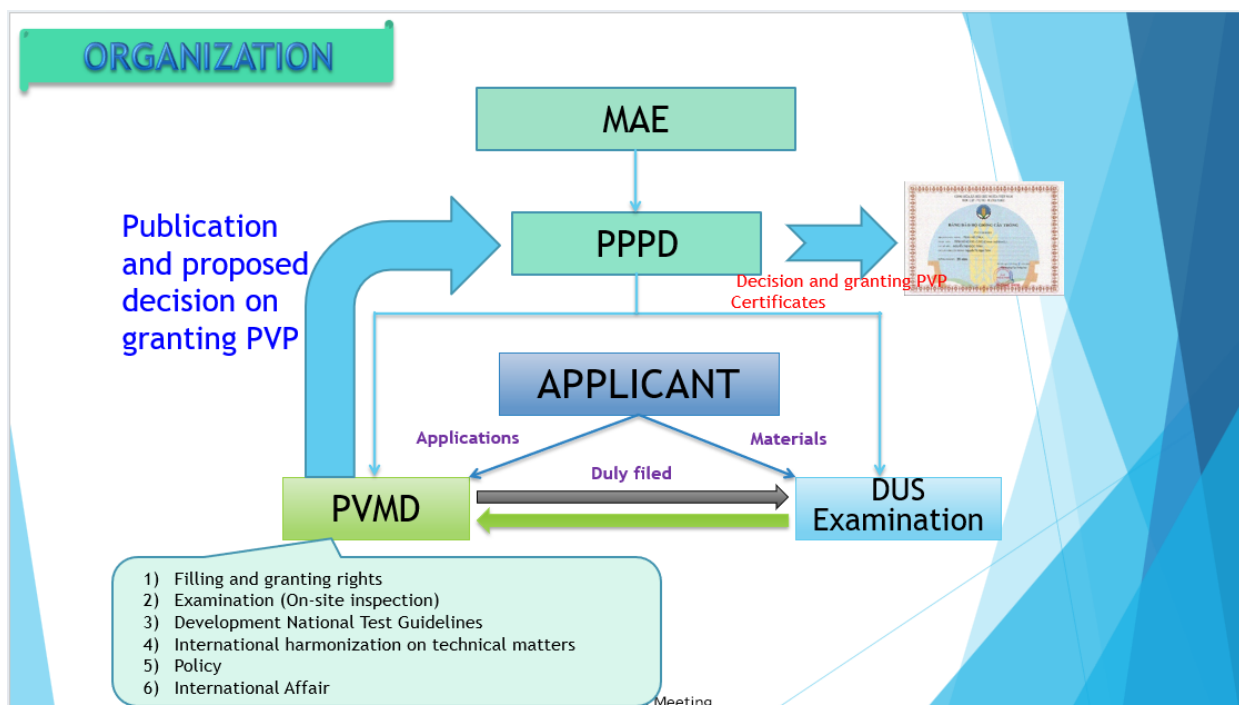 ORGANIZATION
MAE
Publication
and proposed
decision on
granting PVP
PPPD
Decision and granting PVP
Certificates
APPLICANT
Applications
Materials
Duly filed
PVMD
DUS
Examination
1) Filling and granting rights
2) Examination (On-site inspection)
3) Development National Test Guidelines
4) International harmonization on technical matters
5) Policy
6) International Affair
Meeting